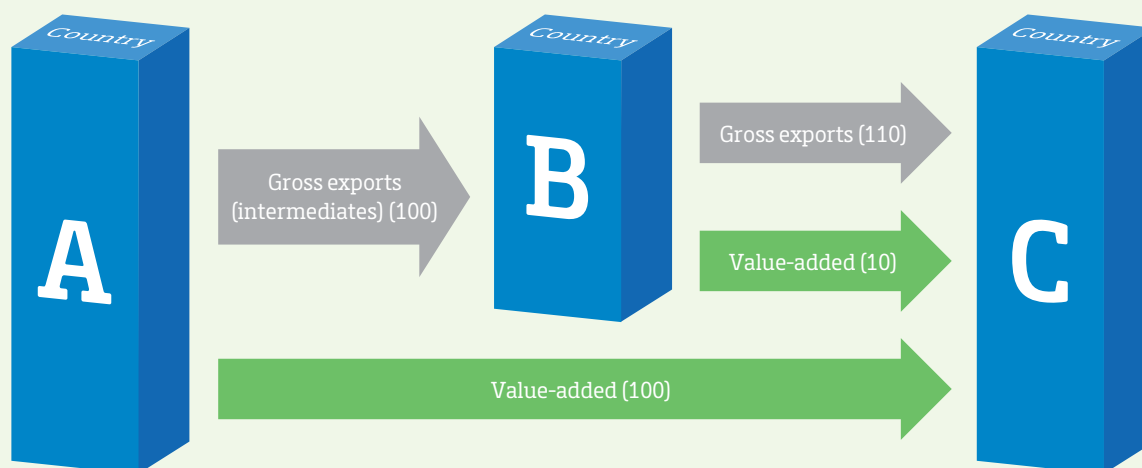 Country
A
Gross exports
(intermediates) (100)
Country
B
Gross exports (110)
Value-added (10)
Value-added (100)
Country
C